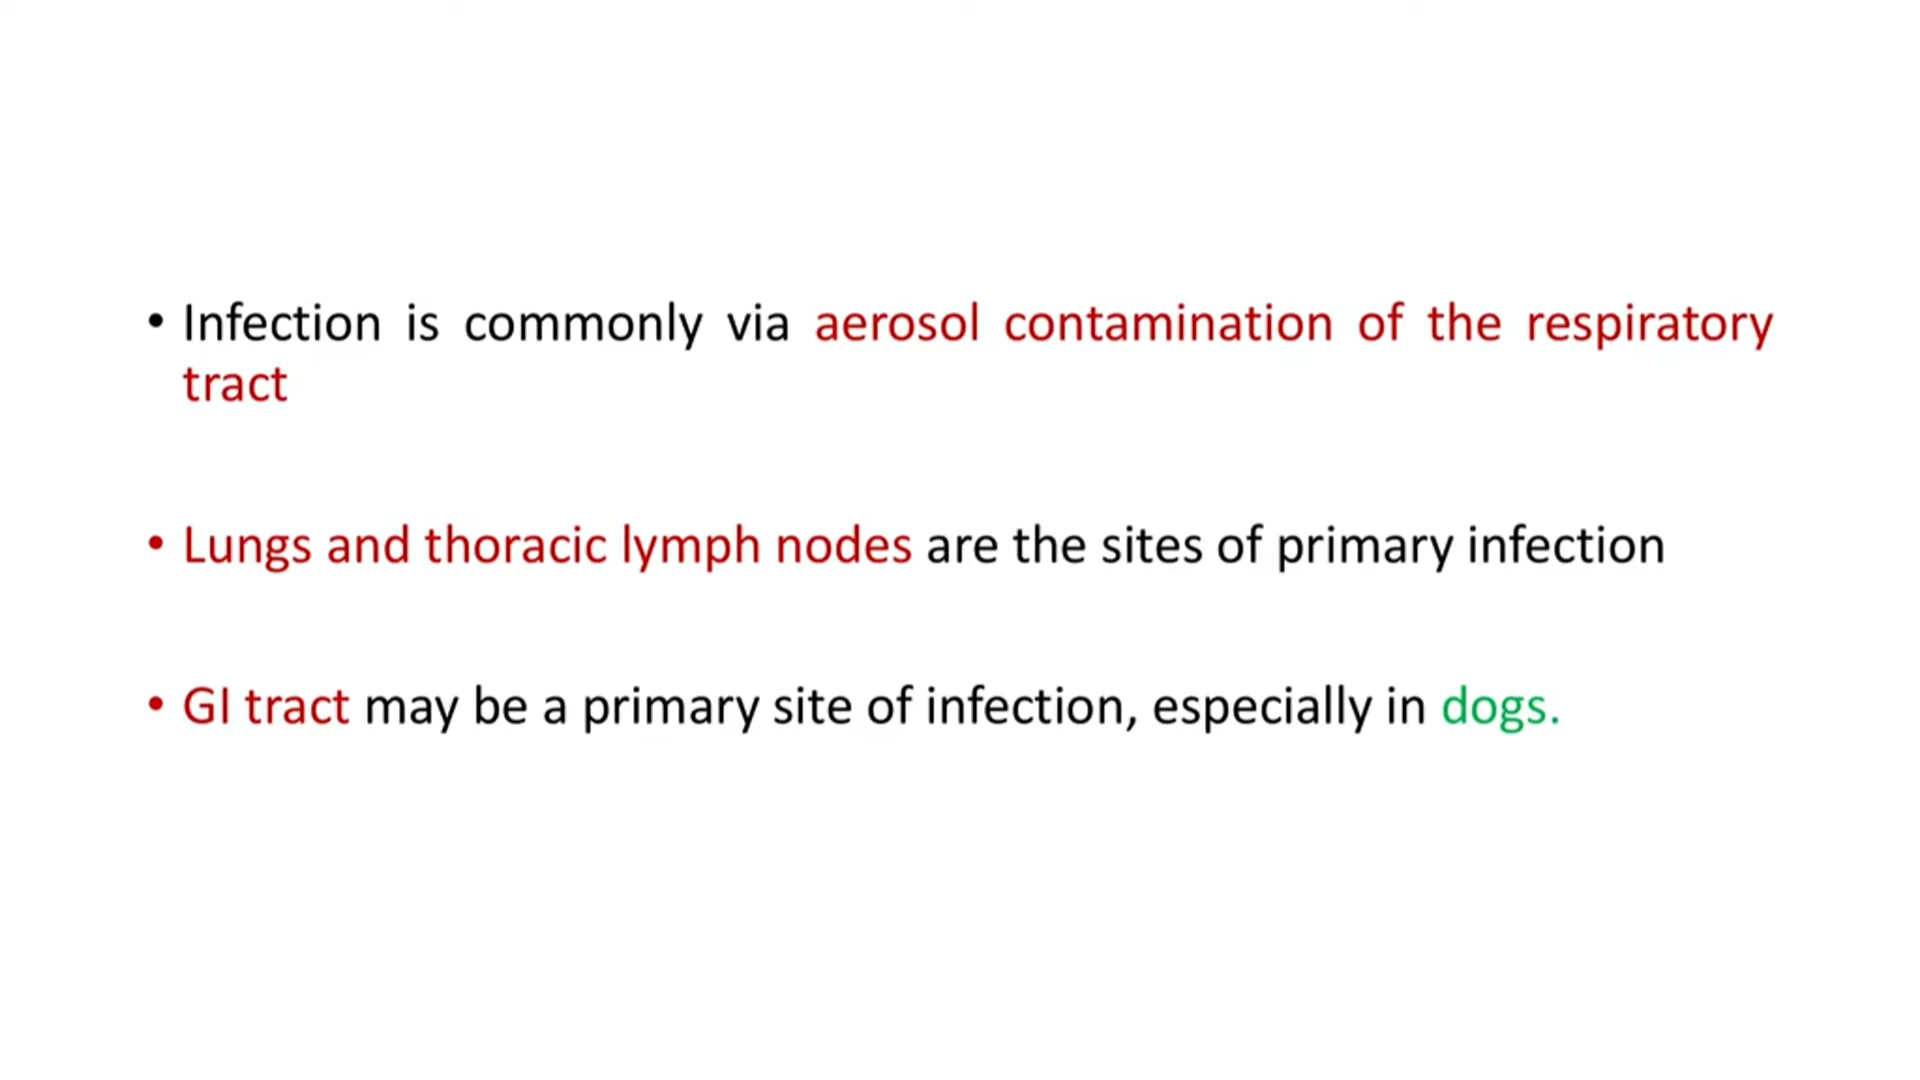 • Infection is commonly via aerosol contamination of the respiratory
tract
• Lungs and thoracic lymph nodes are the sites of primary infection
• GI tract may be a primary site of infection, especially in dogs.